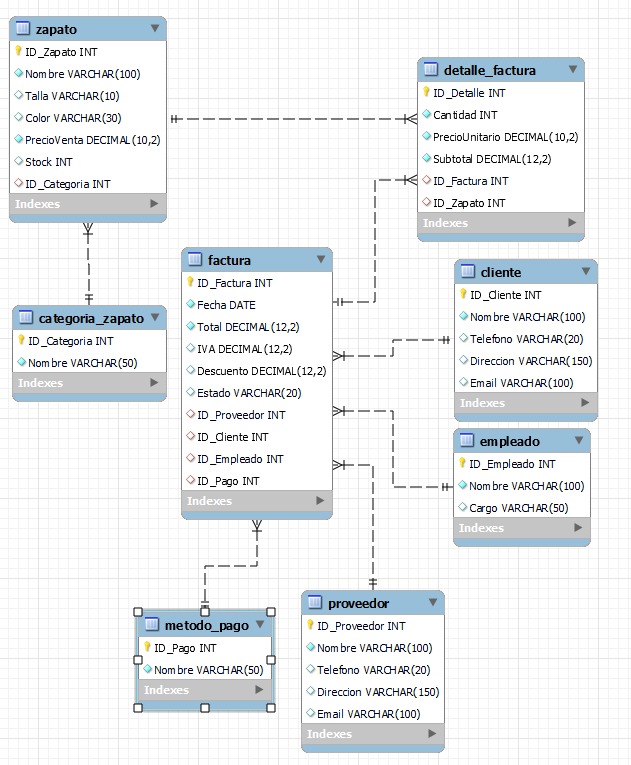 zapato
ID_Zapato INT
Nombre VARCHAR(100)
Talla VARCHAR(10)
Color VARCHAR(30)
PrecioVenta DECIMAL(10,2)
Stock INT
ID_Categoria INT
Indexes
detalle_factura
ID_Detalle INT
Cantidad INT
PrecioUnitario DECIMAL(10,2)
Subtotal DECIMAL(12,2)
ID_Factura INT
ID_Zapato INT
Indexes
categoria_zapato
ID_Categoria INT
Nombre VARCHAR(50)
Indexes
factura
ID_Factura INT
Fecha DATE
Total DECIMAL(12,2)
IVA DECIMAL(12,2)
Descuento DECIMAL(12,2)
Estado VARCHAR(20)
ID_Proveedor INT
ID_Cliente INT
ID_Empleado INT
ID_Pago INT
Indexes
cliente
ID_Cliente INT
Nombre VARCHAR(100)
Telefono VARCHAR(20)
Direccion VARCHAR(150)
Email VARCHAR(100)
Indexes
empleado
ID_Empleado INT
Nombre VARCHAR(100)
Cargo VARCHAR(50)
Indexes
metodo_pago
ID_Pago INT
Nombre VARCHAR(50)
Indexes
proveedor
ID_Proveedor INT
Nombre VARCHAR(100)
Telefono VARCHAR(20)
Direccion VARCHAR(150)
Email VARCHAR(100)
Indexes